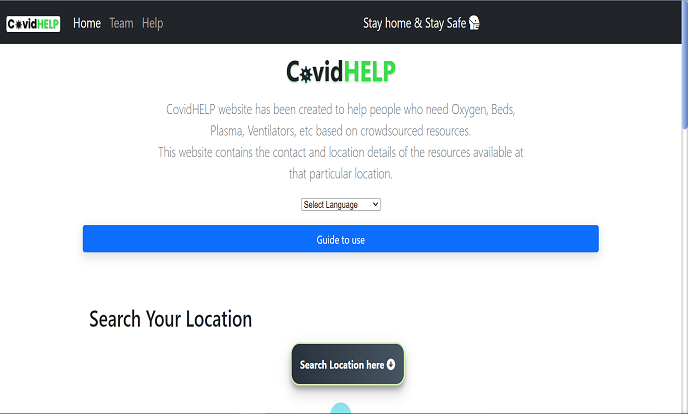 CovidHELP Home Team Help Stay home & Stay Safe
CovidHELP
CovidHELP website has been created to help people who need Oxygen, Beds,
Plasma, Ventilators, etc based on crowdsourced resources.
This website contains the contact and location details of the resources available at
that particular location.
Select Language
Guide to use
Search Your Location
Search Location here